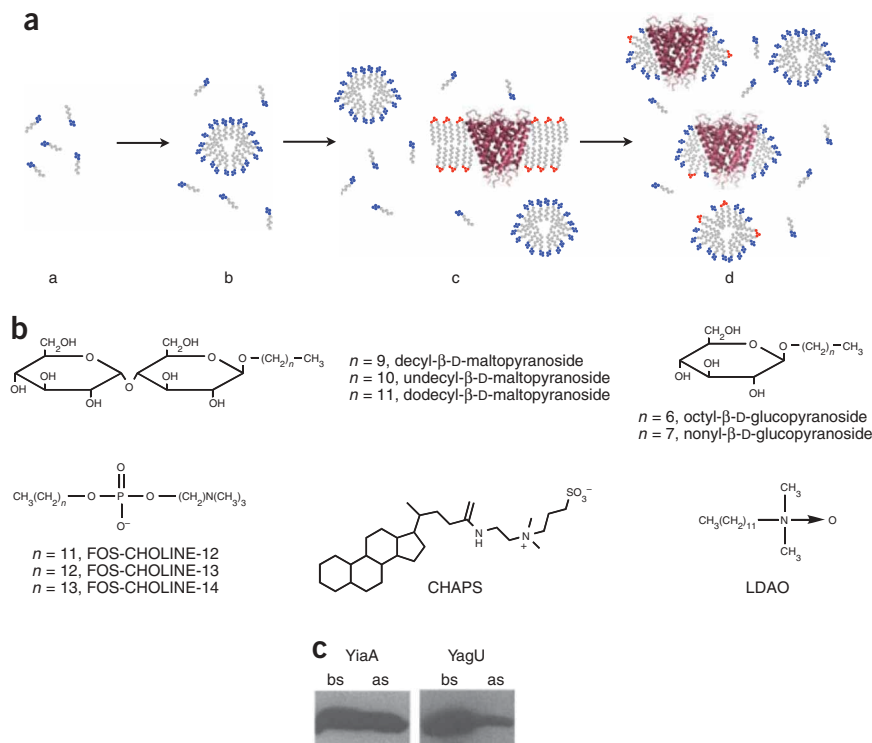 a
a
b
c
d
b
CH₂OH
O
OH
OH
OH
O
CH₂OH
O
OH
OH
O—(CH₂)ₙ—CH₃
n = 9, decyl-β-D-maltopyranoside
n = 10, undecyl-β-D-maltopyranoside
n = 11, dodecyl-β-D-maltopyranoside
CH₂OH
O
OH
OH
OH
O—(CH₂)ₙ—CH₃
n = 6, octyl-β-D-glucopyranoside
n = 7, nonyl-β-D-glucopyranoside
O
CH₃(CH₂)ₙ—O—P—O—(CH₂)N(CH₃)₃
O⁻
n = 11, FOS-CHOLINE-12
n = 12, FOS-CHOLINE-13
n = 13, FOS-CHOLINE-14
SO₃⁻
N
H
N
+
CHAPS
CH₃
CH₃(CH₂)₁₁—N→O
CH₃
LDAO
c
YiaA
YagU
bs as bs as